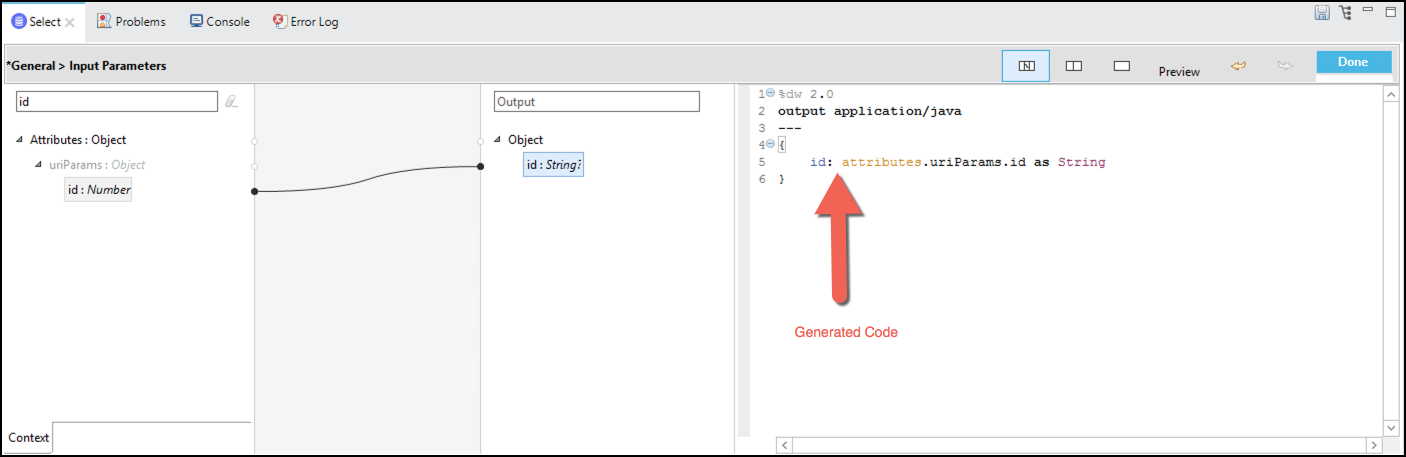 Select Problems Console Error Log
*General > Input Parameters Preview Done
id Output
Attributes : Object
uriParams : Object
id : Number
Object
id : String?
1 %dw 2.0
2 output application/java
3 ---
4 {
5 id: attributes.uriParams.id as String
6 }
Generated Code
Context